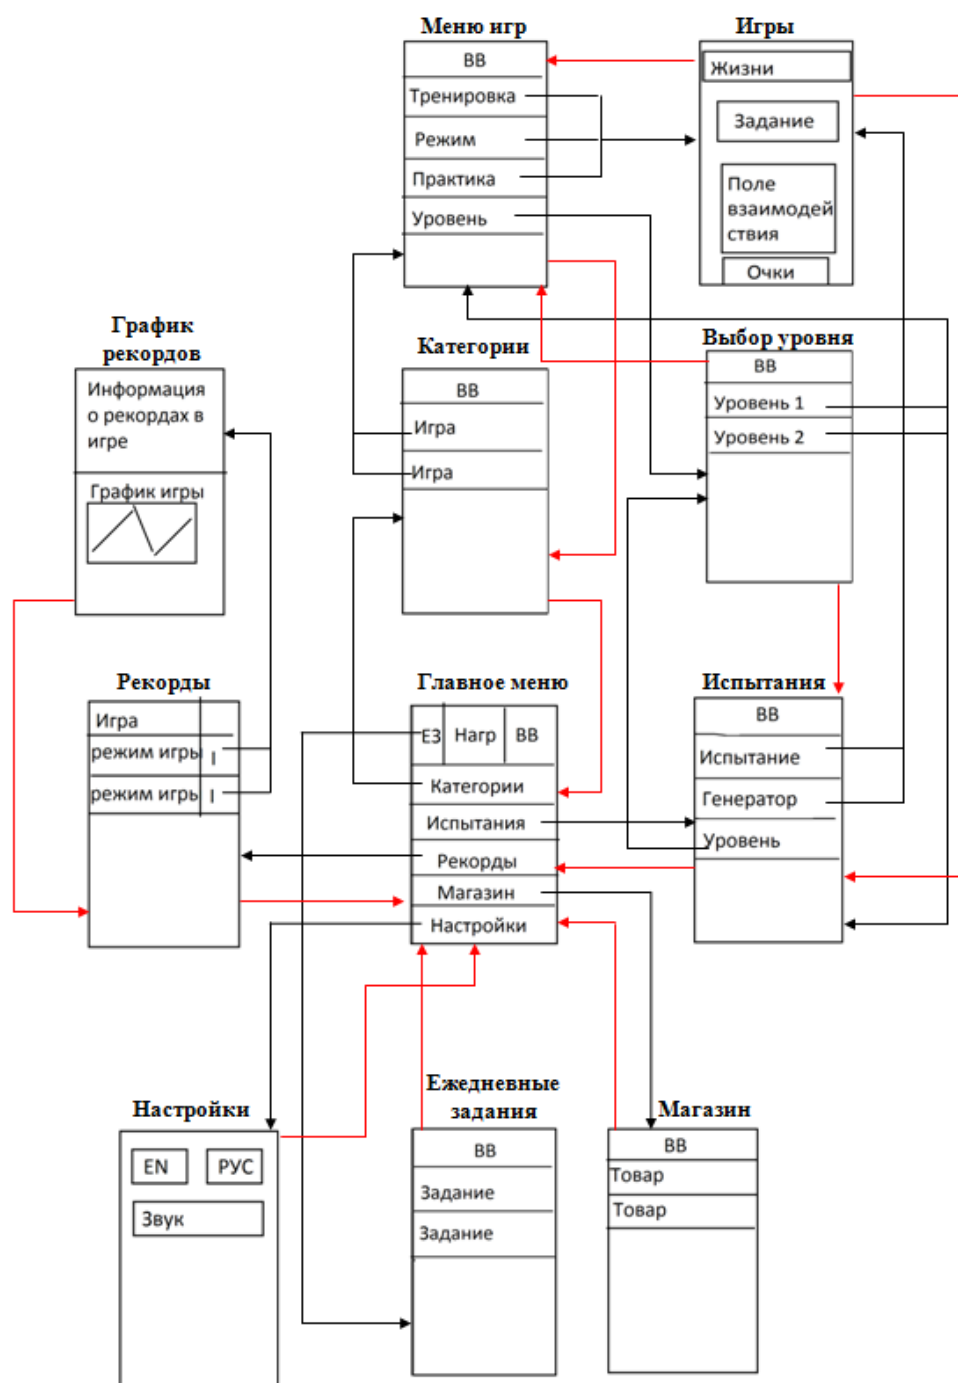 Меню игр
ВВ
Тренировка
Режим
Практика
Уровень
Игры
Жизни
Задание
Поле
взаимодей
ствия
Очки
График
рекордов
Информация
о рекордах в
игре
График игры
Категории
ВВ
Игра
Игра
Выбор уровня
ВВ
Уровень 1
Уровень 2
Рекорды
Игра
режим игры
режим игры
Главное меню
ЕЗ
Нагр
ВВ
Категории
Испытания
Рекорды
Магазин
Настройки
Испытания
ВВ
Испытание
Генератор
Уровень
Настройки
EN
РУС
Звук
Ежедневные
задания
ВВ
Задание
Задание
Магазин
ВВ
Товар
Товар